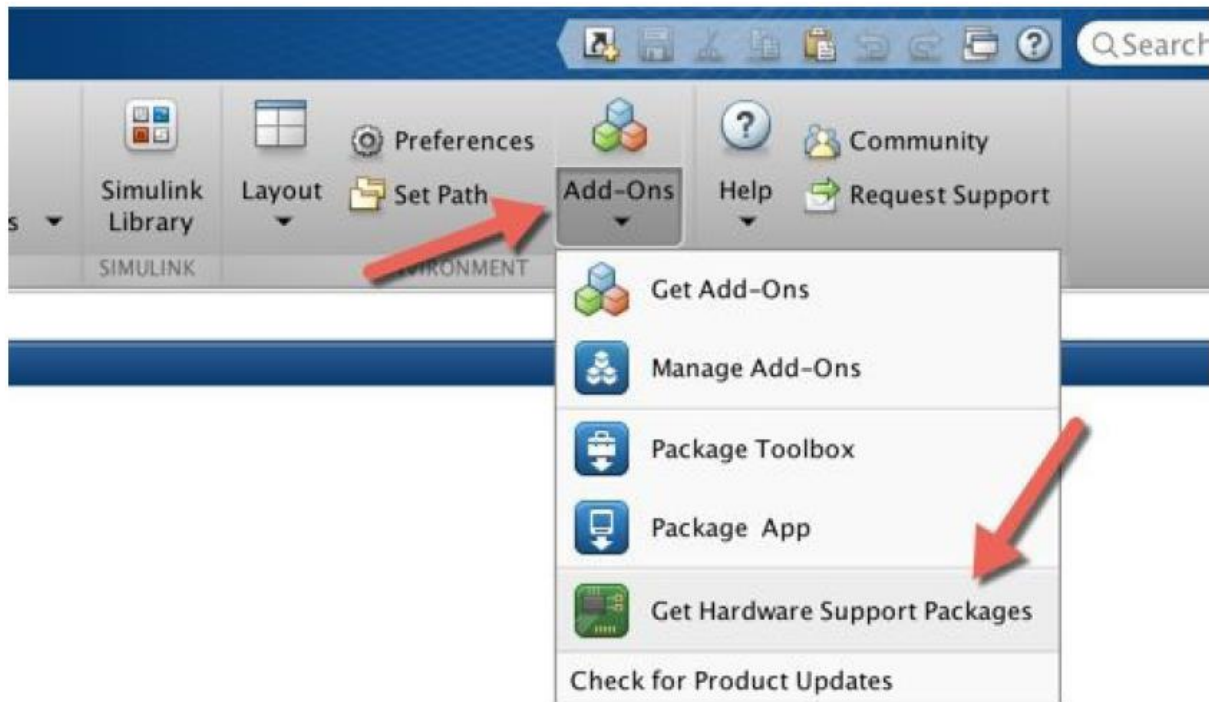 Search
Preferences
Community
Simulink Layout Set Path Add-Ons Help Request Support
s Library
SIMULINK
Get Add-Ons
Manage Add-Ons
Package Toolbox
Package App
Get Hardware Support Packages
Check for Product Updates